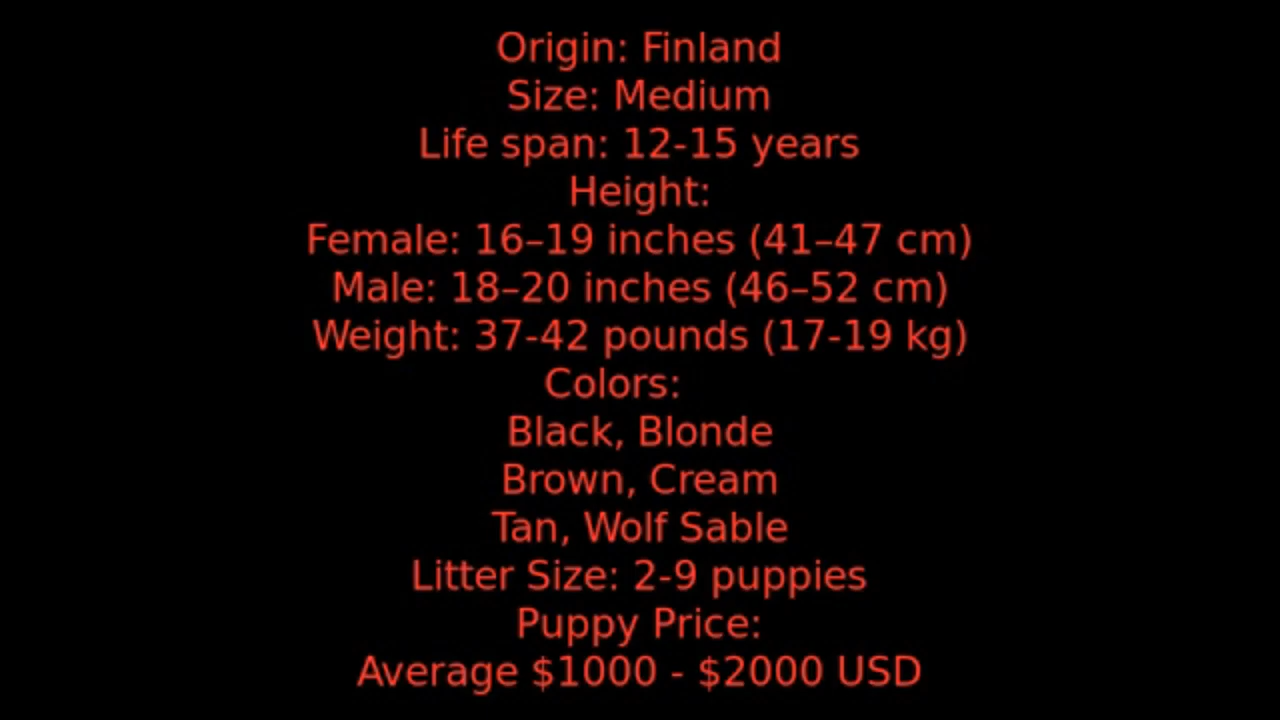 Origin: Finland
Size: Medium
Life span: 12-15 years
Height:
Female: 16–19 inches (41–47 cm)
Male: 18–20 inches (46–52 cm)
Weight: 37-42 pounds (17-19 kg)
Colors:
Black, Blonde
Brown, Cream
Tan, Wolf Sable
Litter Size: 2-9 puppies
Puppy Price:
Average $1000 - $2000 USD